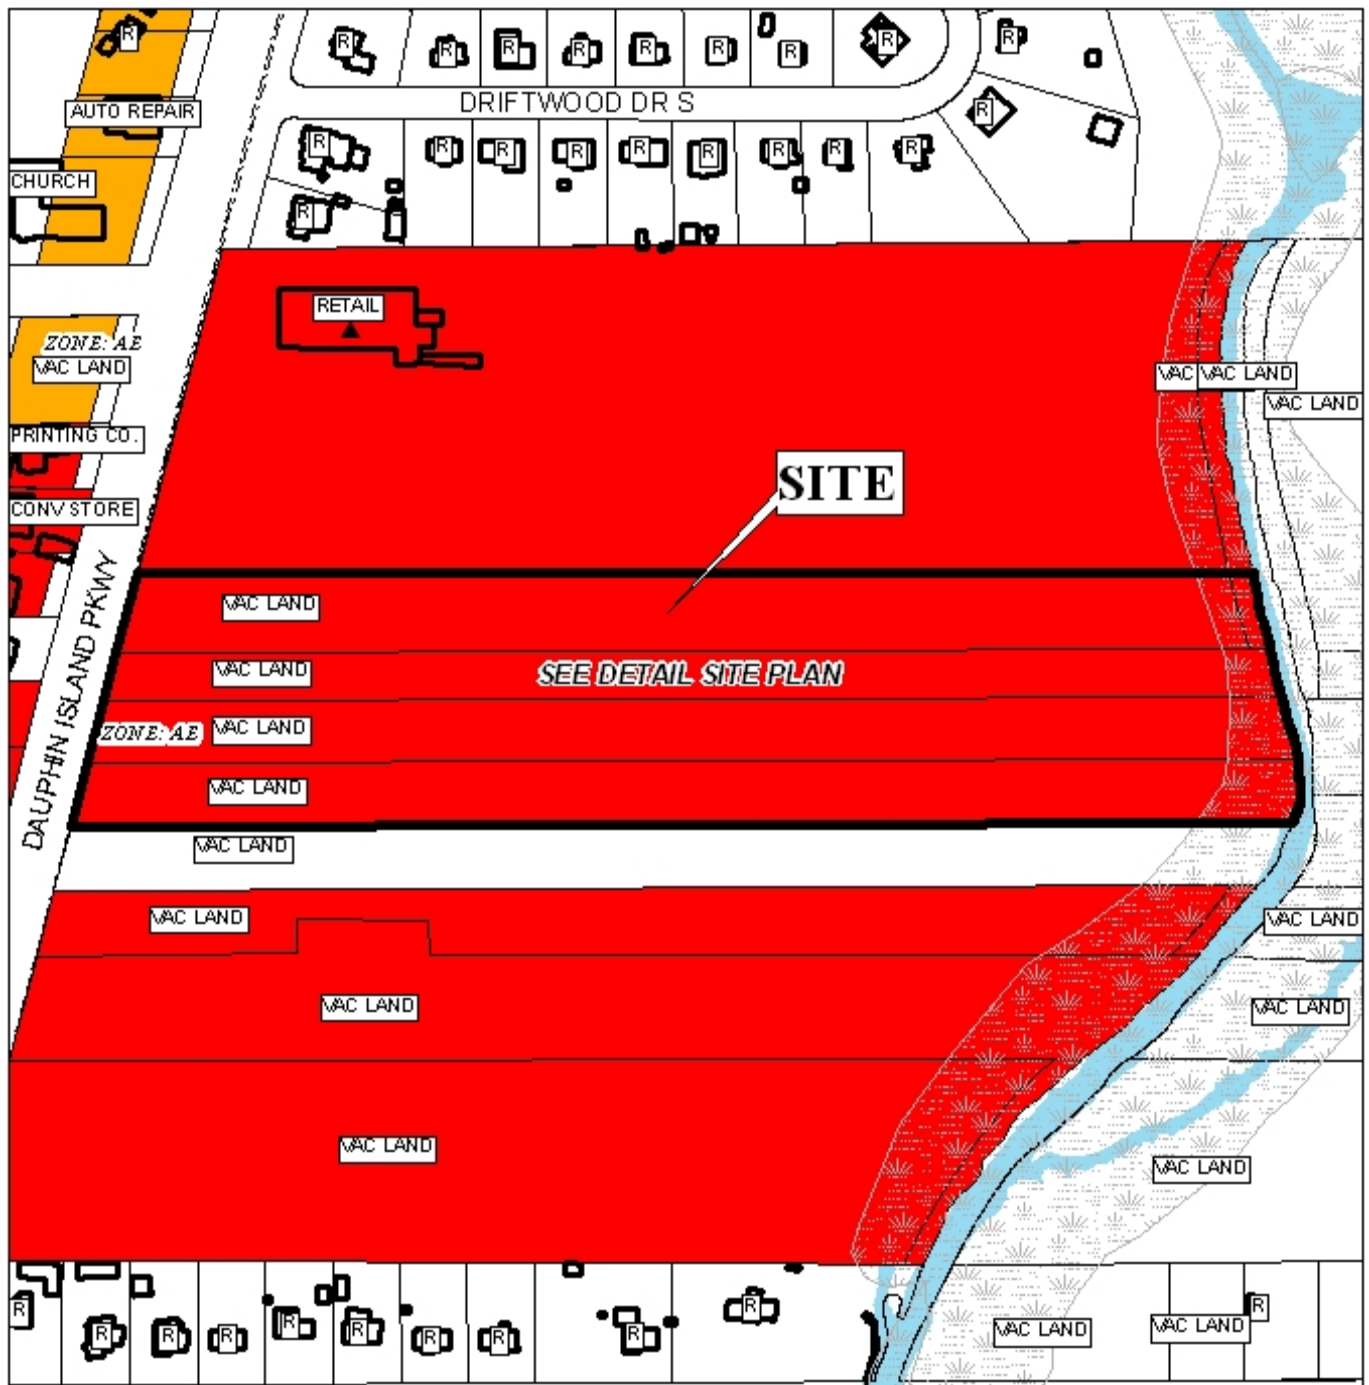 R
R R R R R R R R R
AUTO REPAIR
DRIFTWOOD DR S
R
R R R R R R R R R
CHURCH
R
RETAIL
ZONE: AE
VAC LAND
VAC VAC LAND
VAC LAND
PRINTING CO.
SITE
CONV STORE
DAUPHIN ISLAND PKWY
VAC LAND
VAC LAND
SEE DETAIL SITE PLAN
ZONE: AE
VAC LAND
VAC LAND
VAC LAND
VAC LAND
VAC LAND
VAC LAND
VAC LAND
VAC LAND
VAC LAND
R
R R R R R R R R R
R
VAC LAND
VAC LAND